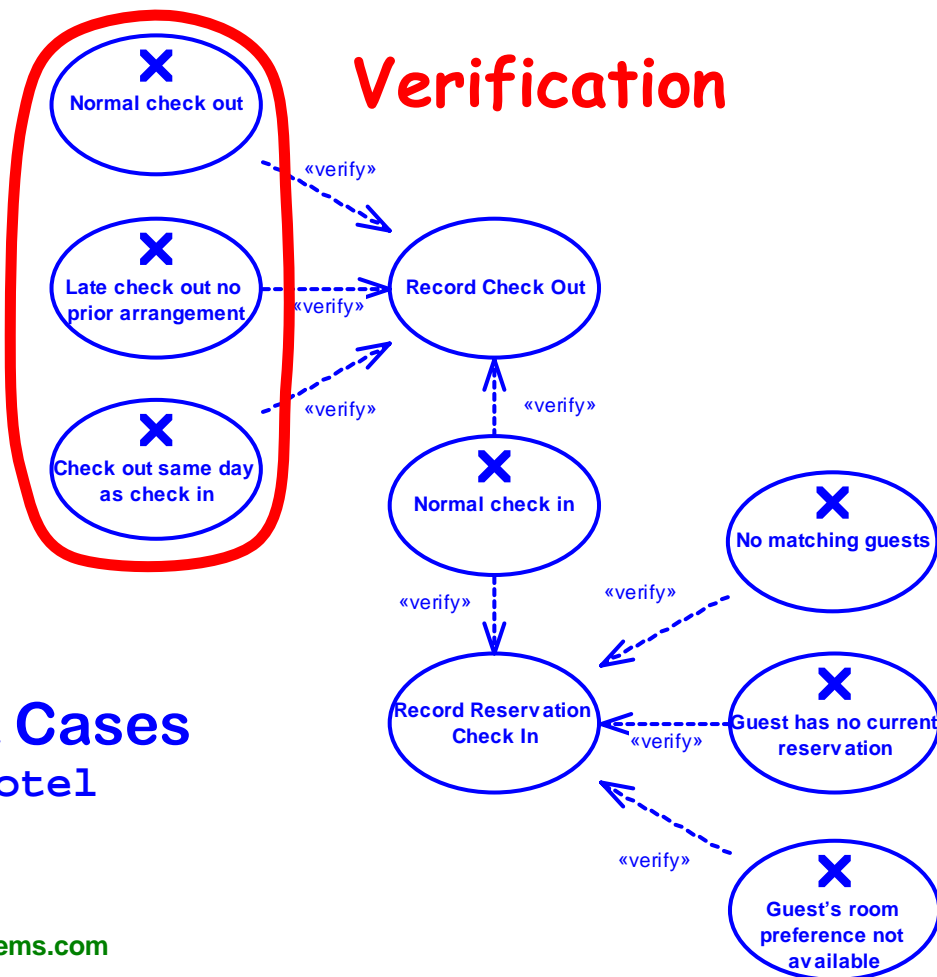 Verification
Normal check out
«verify»
Late check out no
prior arrangement
«verify»
Record Check Out
Check out same day
as check in
«verify»
«verify»
Normal check in
«verify»
No matching guests
«verify»
Record Reservation
Check In
Guest has no current
reservation
«verify»
Cases
otel
«verify»
Guest's room
preference not
available
ems.com